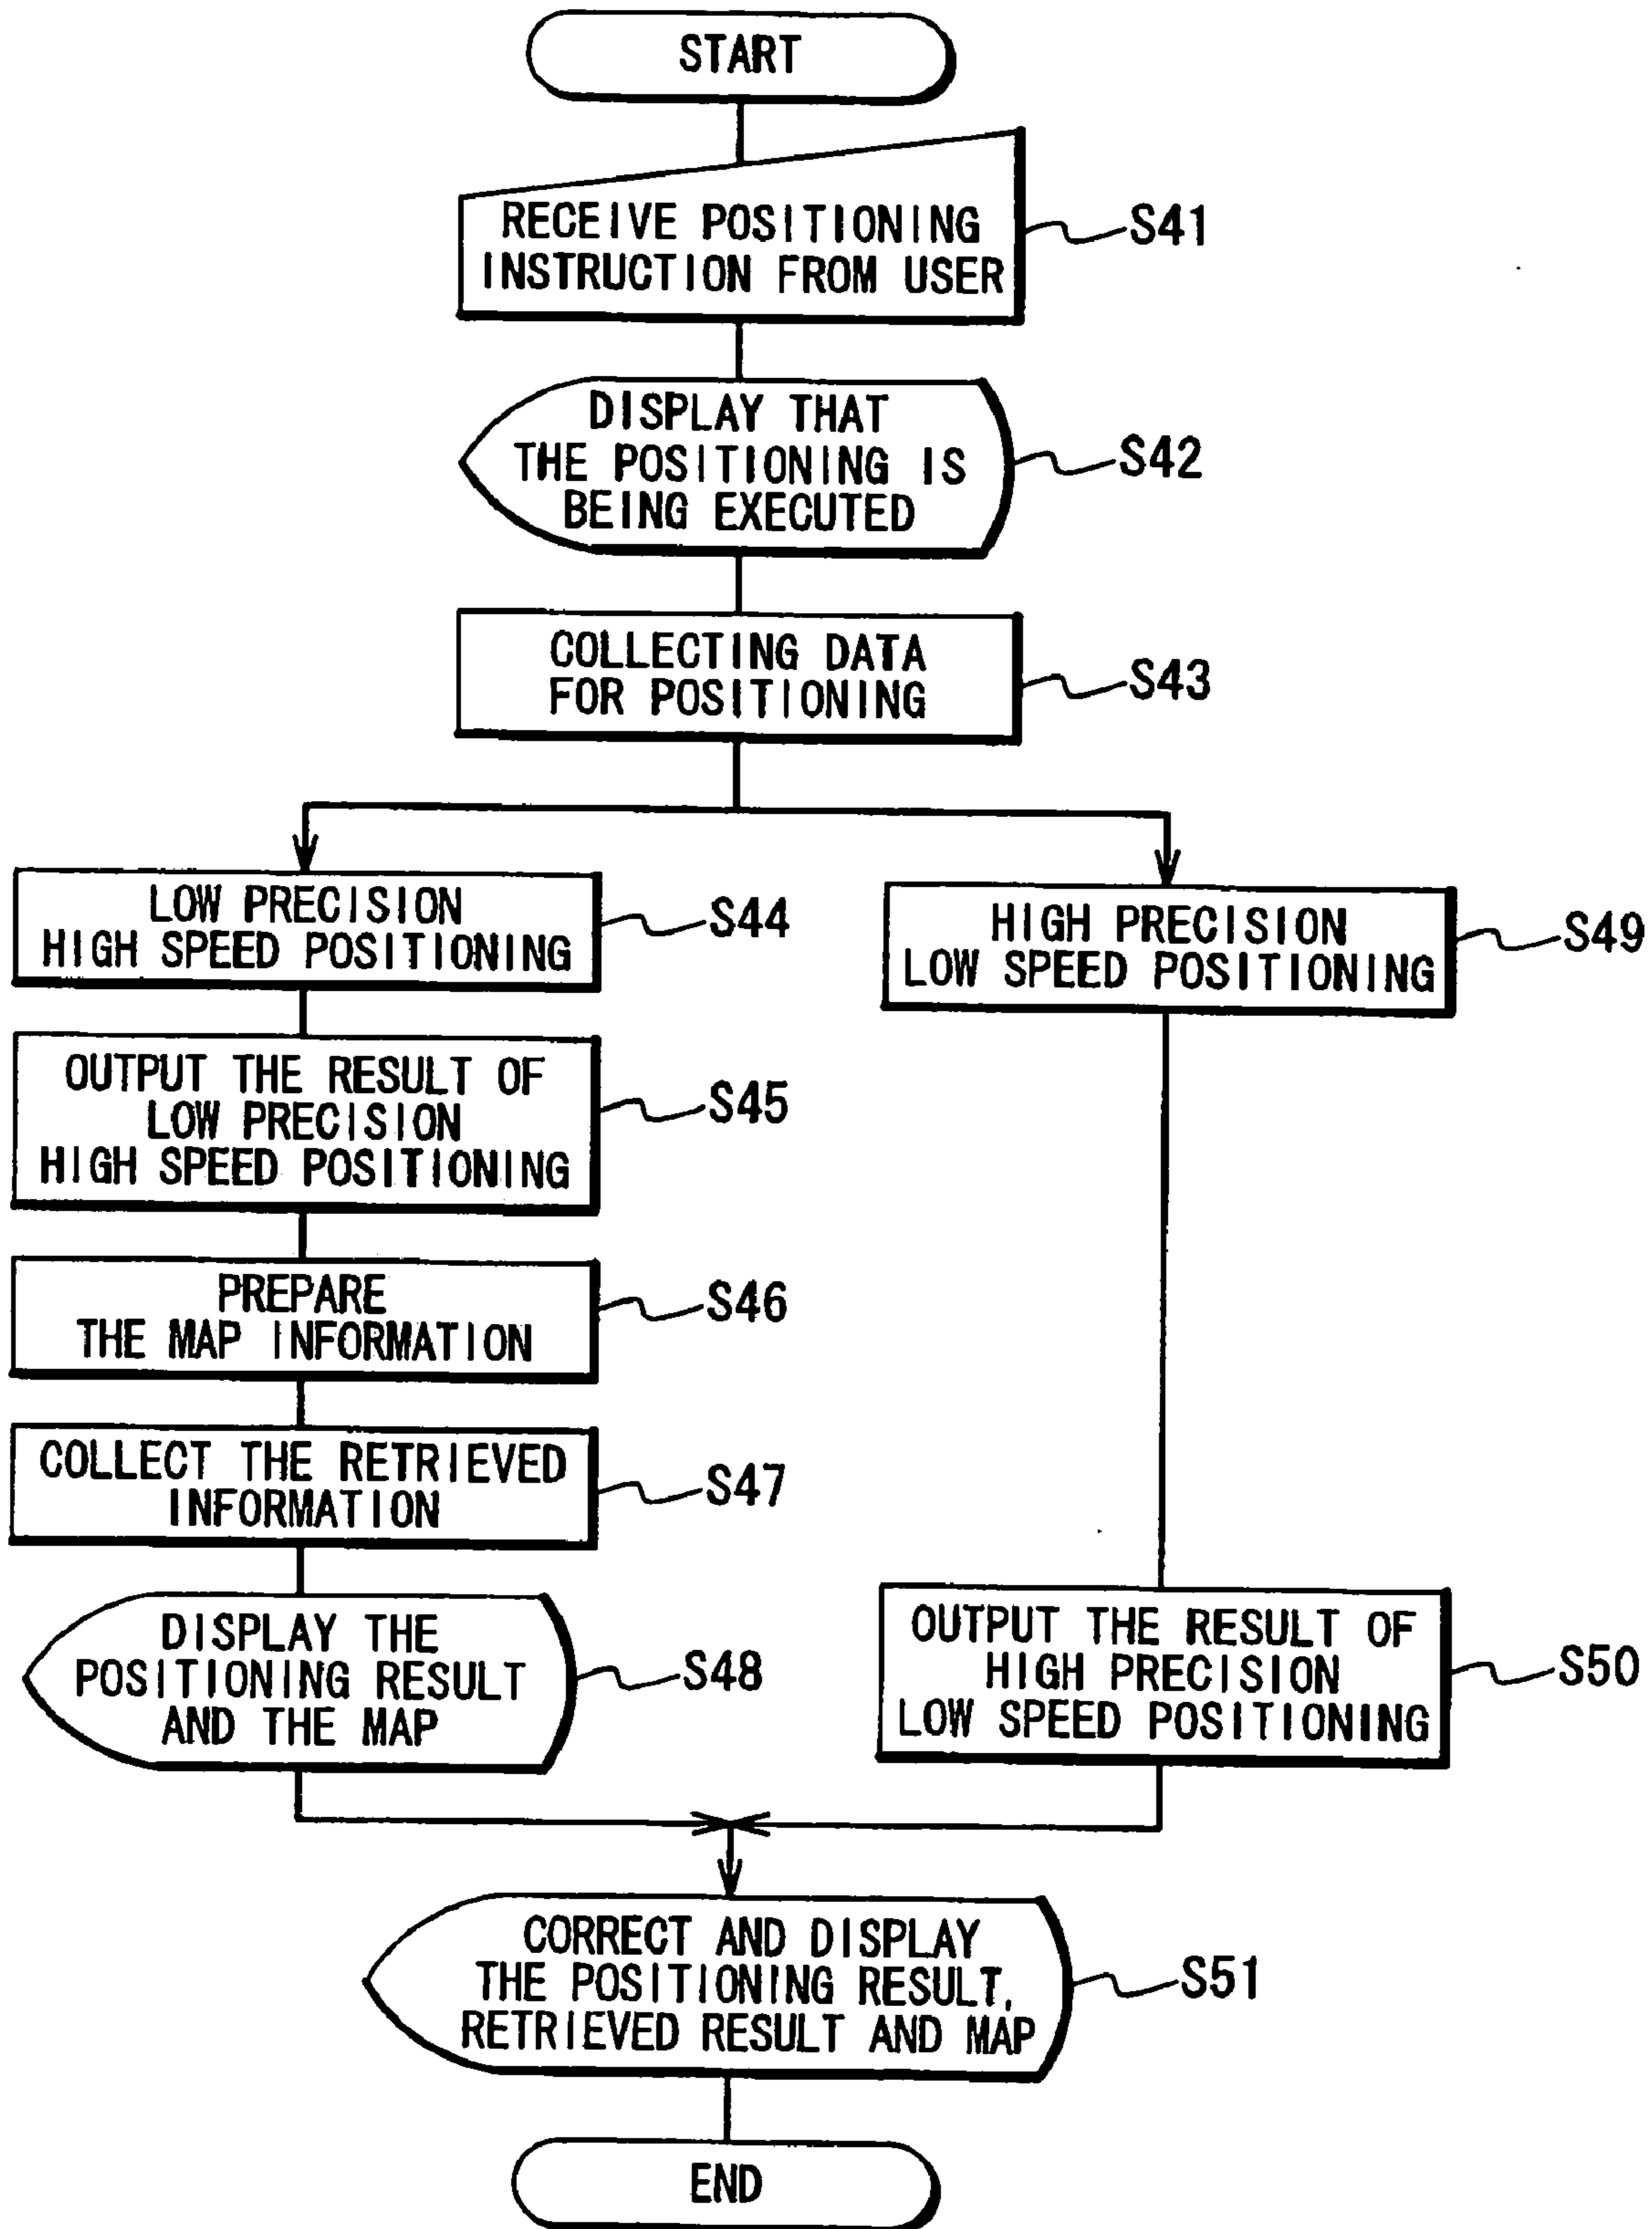 START
RECEIVE POSITIONING
INSTRUCTION FROM USER
S41
DISPLAY THAT
THE POSITIONING IS
BEING EXECUTED
S42
COLLECTING DATA
FOR POSITIONING
S43
LOW PRECISION
HIGH SPEED POSITIONING
S44
OUTPUT THE RESULT OF
LOW PRECISION
HIGH SPEED POSITIONING
S45
PREPARE
THE MAP INFORMATION
S46
COLLECT THE RETRIEVED
INFORMATION
S47
DISPLAY THE
POSITIONING RESULT
AND THE MAP
S48
HIGH PRECISION
LOW SPEED POSITIONING
S49
OUTPUT THE RESULT OF
HIGH PRECISION
LOW SPEED POSITIONING
S50
CORRECT AND DISPLAY
THE POSITIONING RESULT,
RETRIEVED RESULT AND MAP
S51
END